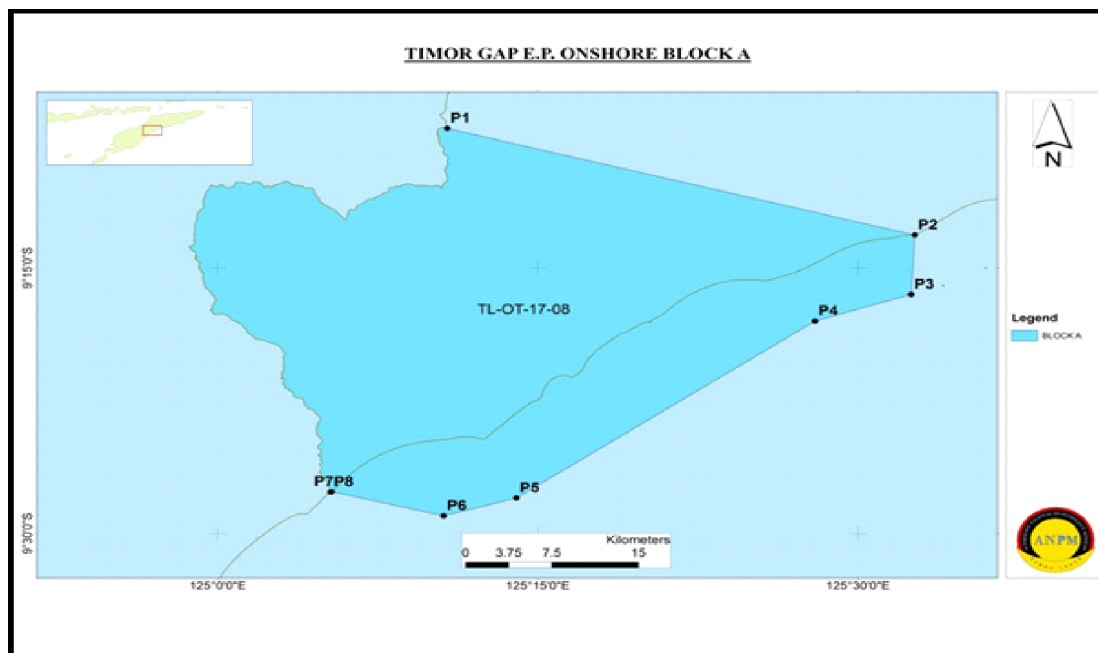 TIMOR GAP E.P. ONSHORE BLOCK A
P1
N
P2
9°15'0"S
P3
TL-OT-17-08
P4
Legend
BLOCK A
P7P8
P5
P6
9°30'0"S
Kilometers
0 3.75 7.5 15
ANPM
125°0'0"E 125°15'0"E 125°30'0"E